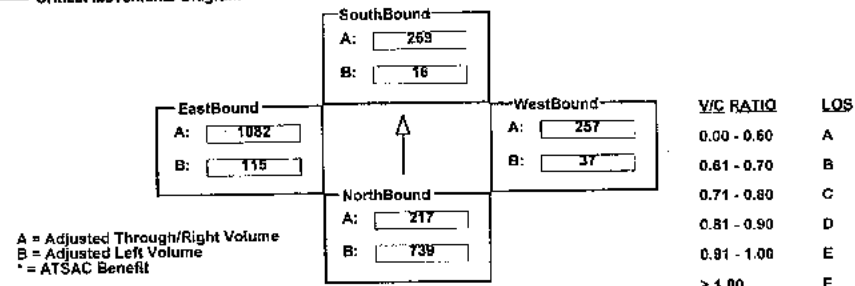 SouthBound
A: 269
B: 16
EastBound
A: 1082
B: 115
WestBound
A: 257
B: 37
NorthBound
A: 217
B: 739
A = Adjusted Through/Right Volume
B = Adjusted Left Volume
* = ATSAC Benefit
V/C RATIO LOS
0.00 - 0.60 A
0.61 - 0.70 B
0.71 - 0.80 C
0.81 - 0.90 D
0.91 - 1.00 E
> 1.00 F